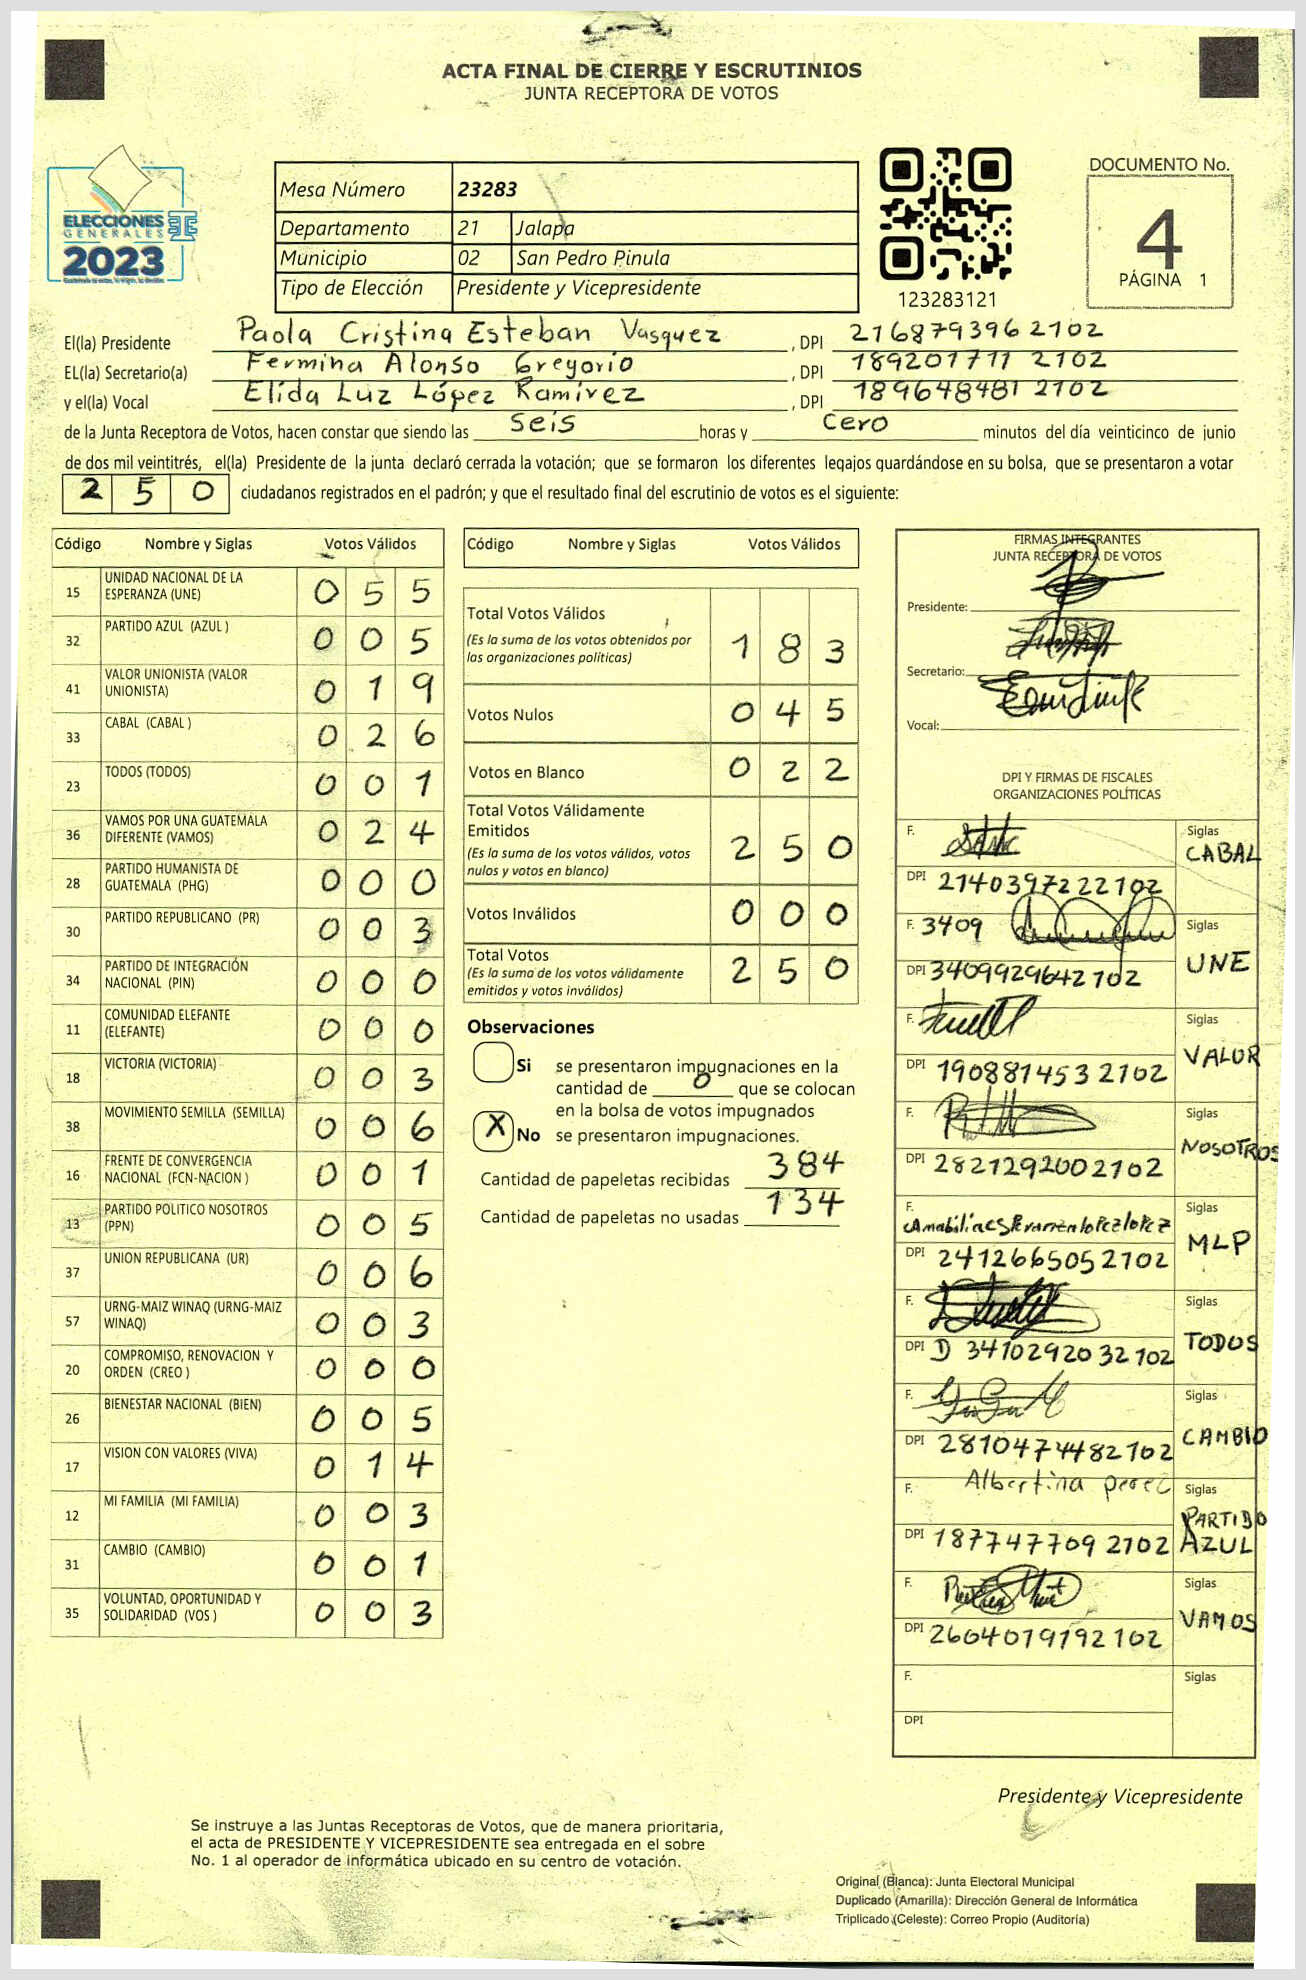 ACTA FINAL DE CIERRE Y ESCRUTINIOS
JUNTA RECEPTORA DE VOTOS
ELECCIONES
GENERALES
2023
Mesa Número 23283
Departamento 21 Jalapa
Municipio 02 San Pedro Pinula
Tipo de Elección Presidente y Vicepresidente
123283121
DOCUMENTO No.
4
PÁGINA 1
El(la) Presidente Paola Cristina Esteban Vasquez, DPI 216879396 2102
EL(la) Secretario(a) Fermina Alonso Gregorio, DPI 189201711 2102
y el(la) Vocal Elida Luz López Ramírez, DPI 189648481 2102
de la Junta Receptora de Votos, hacen constar que siendo las Seis horas y Cero minutos del día veinticinco de junio
de dos mil veintitrés, el(la) Presidente de la junta declaró cerrada la votación; que se formaron los diferentes legajos guardándose en su bolsa, que se presentaron a votar
2 5 0 ciudadanos registrados en el padrón; y que el resultado final del escrutinio de votos es el siguiente:
Código Nombre y Siglas Votos Válidos
15 UNIDAD NACIONAL DE LA
ESPERANZA (UNE) 0 5 5
32 PARTIDO AZUL (AZUL ) 0 0 5
41 VALOR UNIONISTA (VALOR
UNIONISTA) 0 1 9
33 CABAL (CABAL ) 0 2 6
23 TODOS (TODOS) 0 0 1
36 VAMOS POR UNA GUATEMALA
DIFERENTE (VAMOS) 0 2 4
28 PARTIDO HUMANISTA DE
GUATEMALA (PHG) 0 0 0
30 PARTIDO REPUBLICANO (PR) 0 0 3
34 PARTIDO DE INTEGRACIÓN
NACIONAL (PIN) 0 0 0
11 COMUNIDAD ELEFANTE
(ELEFANTE) 0 0 0
18 VICTORIA (VICTORIA) 0 0 3
38 MOVIMIENTO SEMILLA (SEMILLA) 0 0 6
16 FRENTE DE CONVERGENCIA
NACIONAL (FCN-NACION ) 0 0 1
13 PARTIDO POLITICO NOSOTROS
(PPN) 0 0 5
37 UNION REPUBLICANA (UR) 0 0 6
57 URNG-MAIZ WINAQ (URNG-MAIZ
WINAQ) 0 0 3
20 COMPROMISO, RENOVACION Y
ORDEN (CREO ) 0 0 0
26 BIENESTAR NACIONAL (BIEN) 0 0 5
17 VISION CON VALORES (VIVA) 0 1 4
12 MI FAMILIA (MI FAMILIA) 0 0 3
31 CAMBIO (CAMBIO) 0 0 1
35 VOLUNTAD, OPORTUNIDAD Y
SOLIDARIDAD (VOS ) 0 0 3
Código Nombre y Siglas Votos Válidos
Total Votos Válidos
(Es la suma de los votos obtenidos por
las organizaciones políticas) 1 8 3
Votos Nulos 0 4 5
Votos en Blanco 0 2 2
Total Votos Válidamente
Emitidos
(Es la suma de los votos válidos, votos
nulos y votos en blanco) 2 5 0
Votos Inválidos 0 0 0
Total Votos
(Es la suma de los votos válidamente
emitidos y votos inválidos) 2 5 0
Observaciones
Si se presentaron impugnaciones en la
cantidad de 0 que se colocan
en la bolsa de votos impugnados
X No se presentaron impugnaciones.
Cantidad de papeletas recibidas 384
Cantidad de papeletas no usadas 134
FIRMAS INTEGRANTES
JUNTA RECEPTORA DE VOTOS
Presidente:
Secretario:
Vocal:
DPI Y FIRMAS DE FISCALES
ORGANIZACIONES POLÍTICAS
F. Siglas
CABAL
DPI 2140397222102
F. 3409 Siglas
UNE
DPI 3409929642102
F. Siglas
VALOR
DPI 1908814532102
F. Siglas
NOSOTROS
DPI 2821292002102
F. Siglas
MLP
DPI 2412665052102
F. Siglas
TODOS
DPI D 3410292032102
F. Siglas
CAMBIO
DPI 2810474482102
F. Albertina perec Siglas
PARTIDO
AZUL
DPI 187747709 2102
F. Siglas
VAMOS
DPI 2604019192102
F. Siglas
DPI
Presidente y Vicepresidente
Se instruye a las Juntas Receptoras de Votos, que de manera prioritaria,
el acta de PRESIDENTE Y VICEPRESIDENTE sea entregada en el sobre
No. 1 al operador de informática ubicado en su centro de votación.
Original (Blanca): Junta Electoral Municipal
Duplicado (Amarilla): Dirección General de Informática
Triplicado (Celeste): Correo Propio (Auditoría)